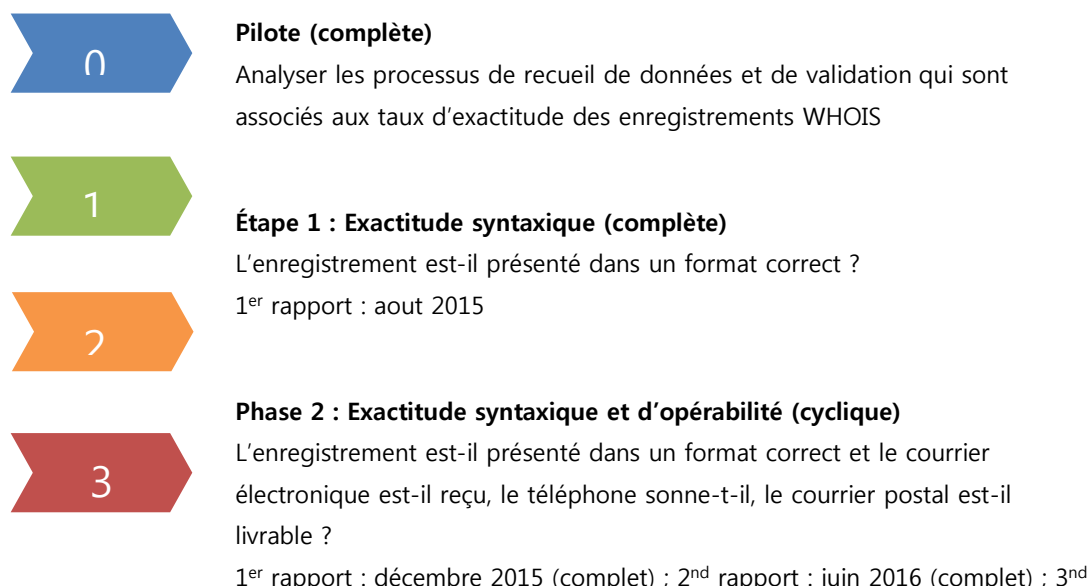 0
Pilote (complète)
Analyser les processus de recueil de données et de validation qui sont
associés aux taux d'exactitude des enregistrements WHOIS
1
Étape 1 : Exactitude syntaxique (complète)
L'enregistrement est-il présenté dans un format correct ?
1er rapport : aout 2015
2
Phase 2 : Exactitude syntaxique et d'opérabilité (cyclique)
3
L'enregistrement est-il présenté dans un format correct et le courrier
électronique est-il reçu, le téléphone sonne-t-il, le courrier postal est-il
livrable ?
1er rapport : décembre 2015 (complet) ; 2nd rapport : juin 2016 (complet) ; 3nd